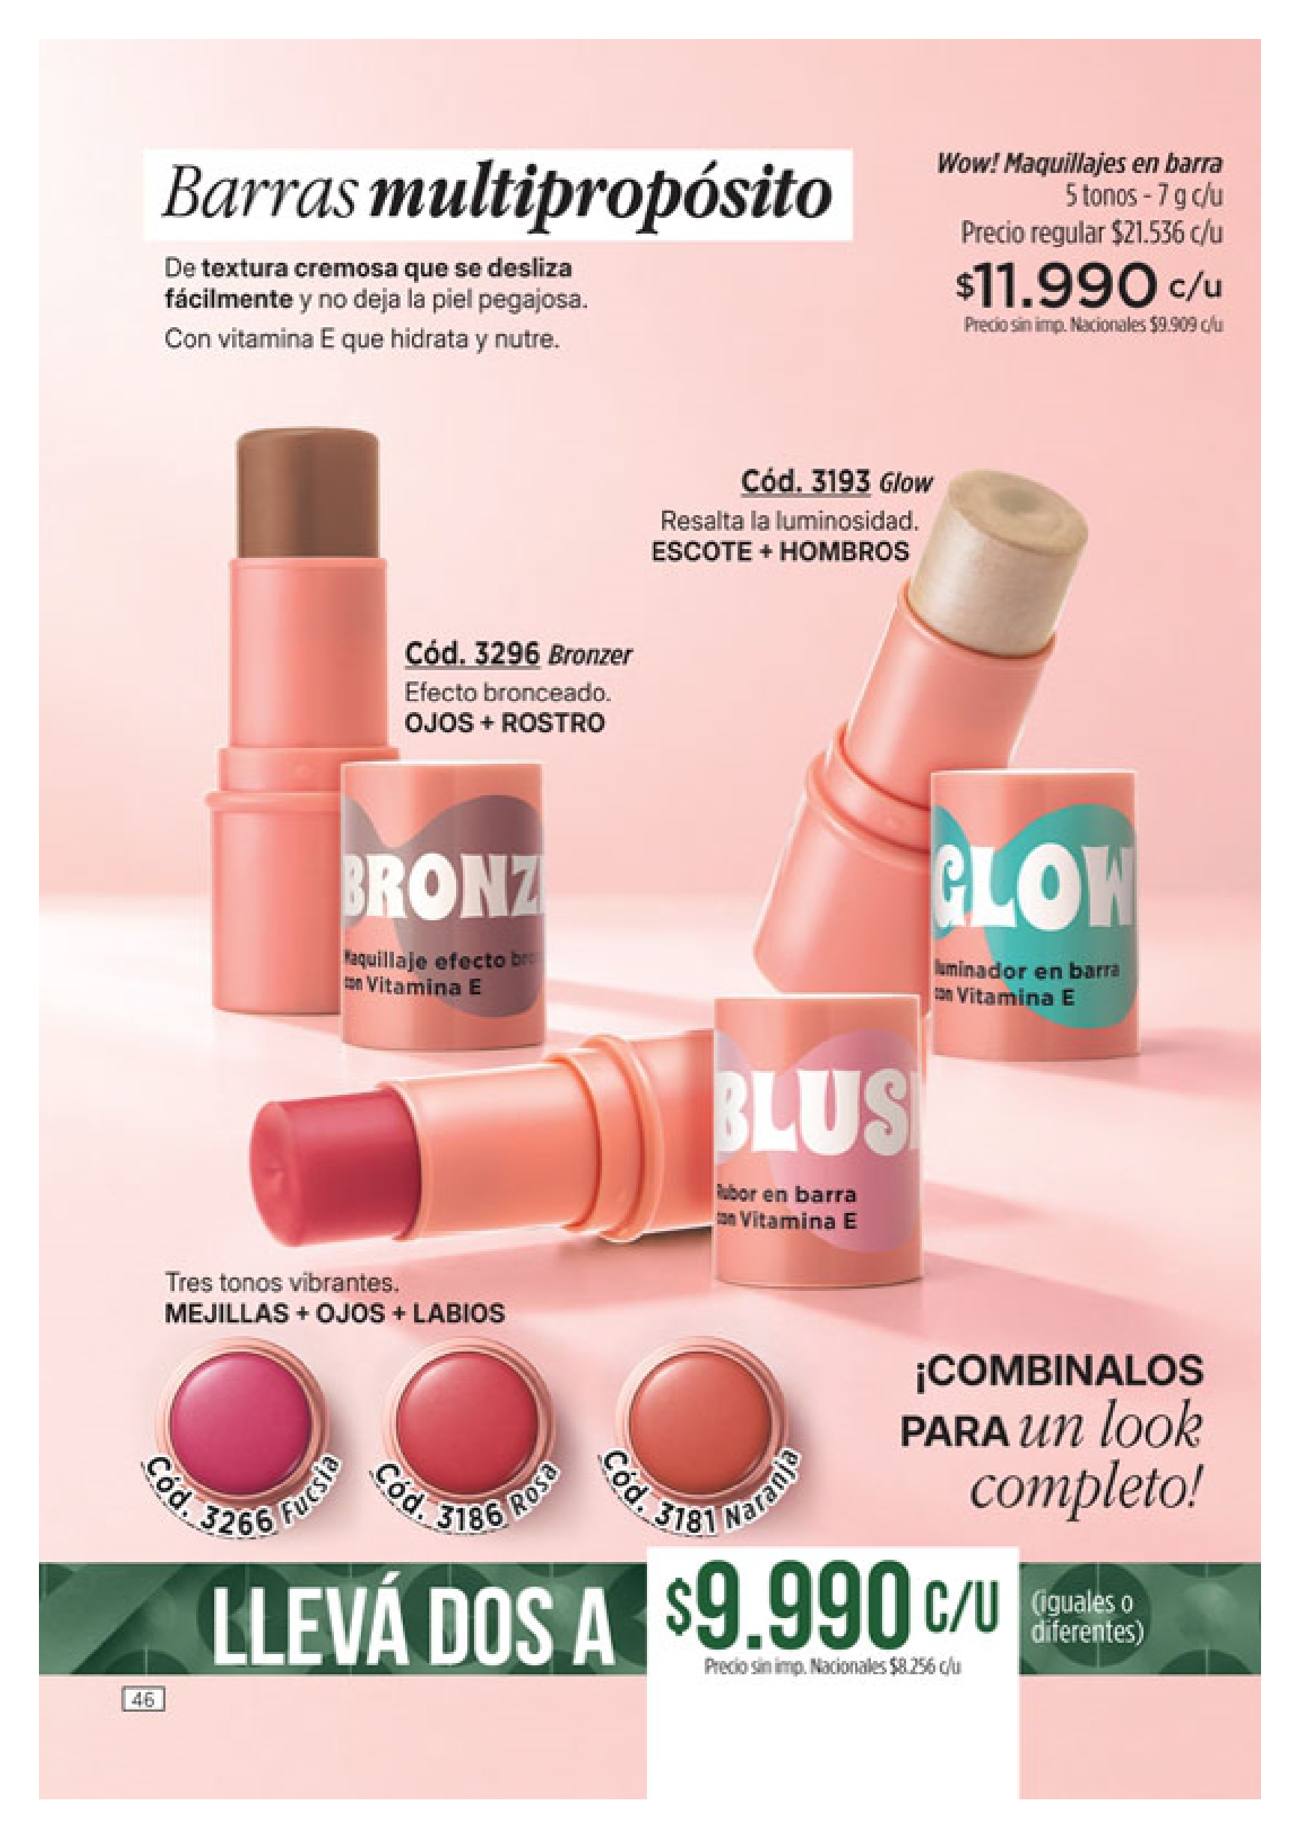 Barras multipropósito
De textura cremosa que se desliza
fácilmente y no deja la piel pegajosa.
Con vitamina E que hidrata y nutre.
Wow! Maquillajes en barra
5 tonos - 7 g c/u
Precio regular $21.536 c/u
$11.990 c/u
Precio sin imp. Nacionales $9.909 c/u
Cód. 3193 Glow
Resalta la luminosidad.
ESCOTE + HOMBROS
Cód. 3296 Bronzer
Efecto bronceado.
OJOS + ROSTRO
BRONZ
Maquillaje efecto bro
con Vitamina E
GLOW
luminador en barra
con Vitamina E
BLUS
Rubor en barra
con Vitamina E
Tres tonos vibrantes.
MEJILLAS + OJOS + LABIOS
Cód. 3266 Fucsia
Cód. 3186 Rosa
Cód. 3181 Naranja
¡COMBINALOS
PARA un look
completo!
LLEVÁ DOS A
$9.990 C/U
Precio sin imp. Nacionales $8.256 c/u
(iguales o
diferentes)
46